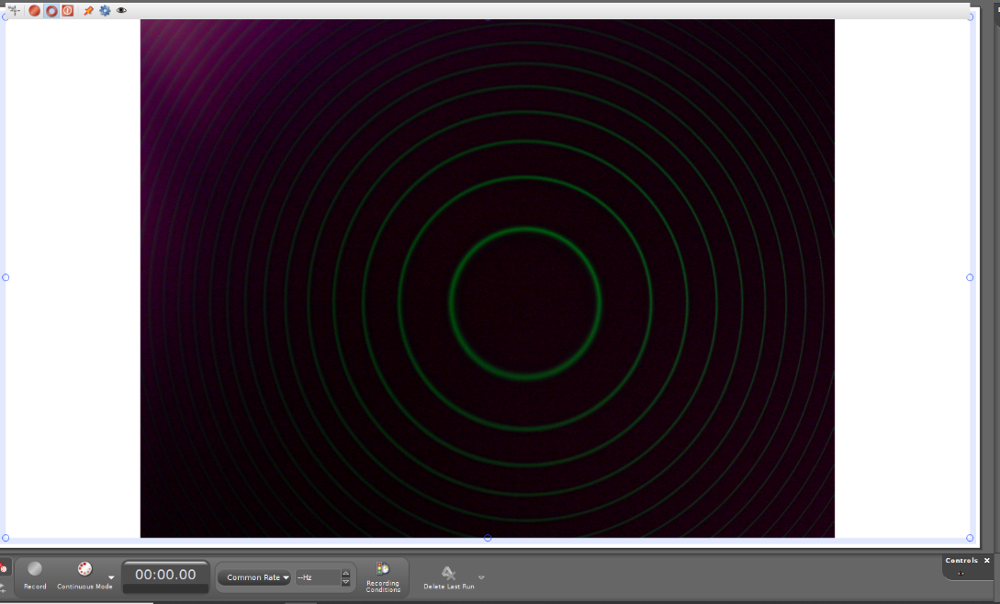 00:00.00
Common Rate
--Hz
Record
Continuous Mode
Recording
Conditions
Delete Last Run
Controls